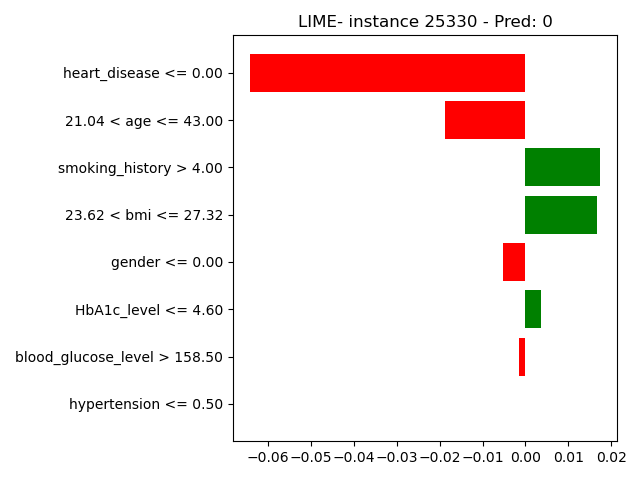 LIME- instance 25330 - Pred: 0
heart_disease <= 0.00
21.04 < age <= 43.00
smoking_history > 4.00
23.62 < bmi <= 27.32
gender <= 0.00
HbA1c_level <= 4.60
blood_glucose_level > 158.50
hypertension <= 0.50
−0.06 −0.05 −0.04 −0.03 −0.02 −0.01 0.00 0.01 0.02